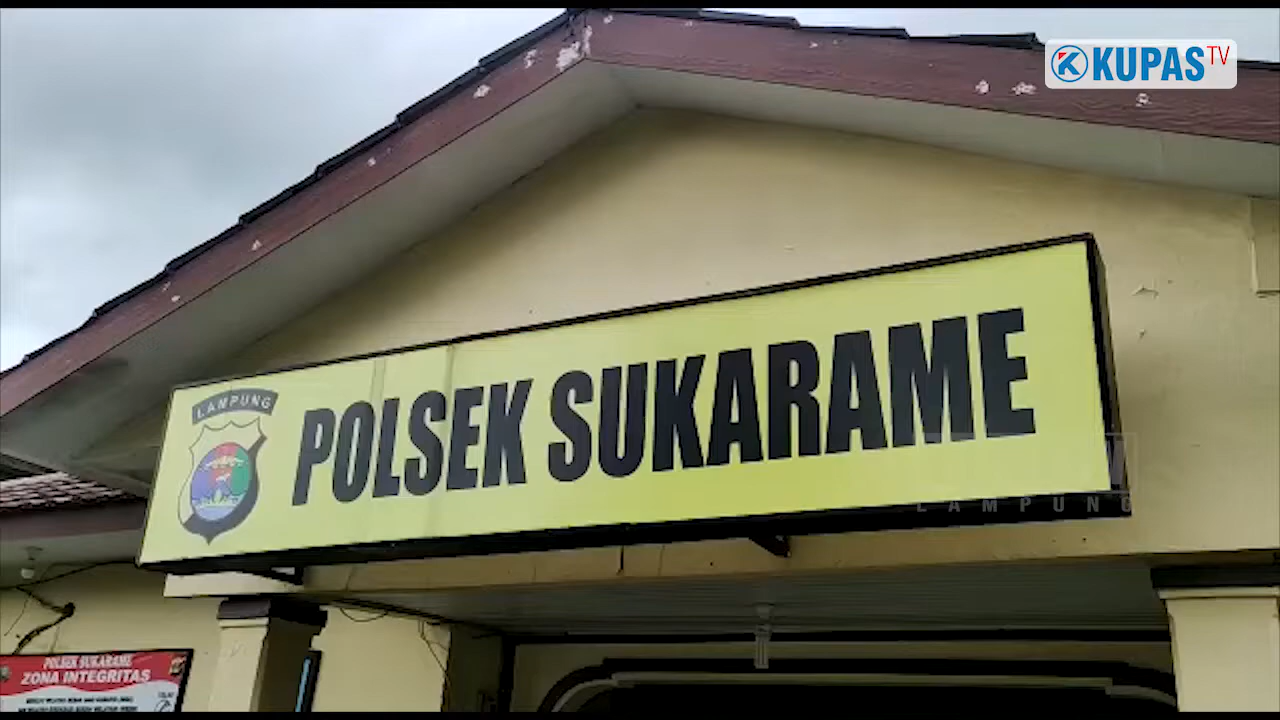 KUPAS TV
LAMPUNG
POLSEK SUKARAME
LAMPUNG
POLSEK SUKARAME
ZONA INTEGRITAS